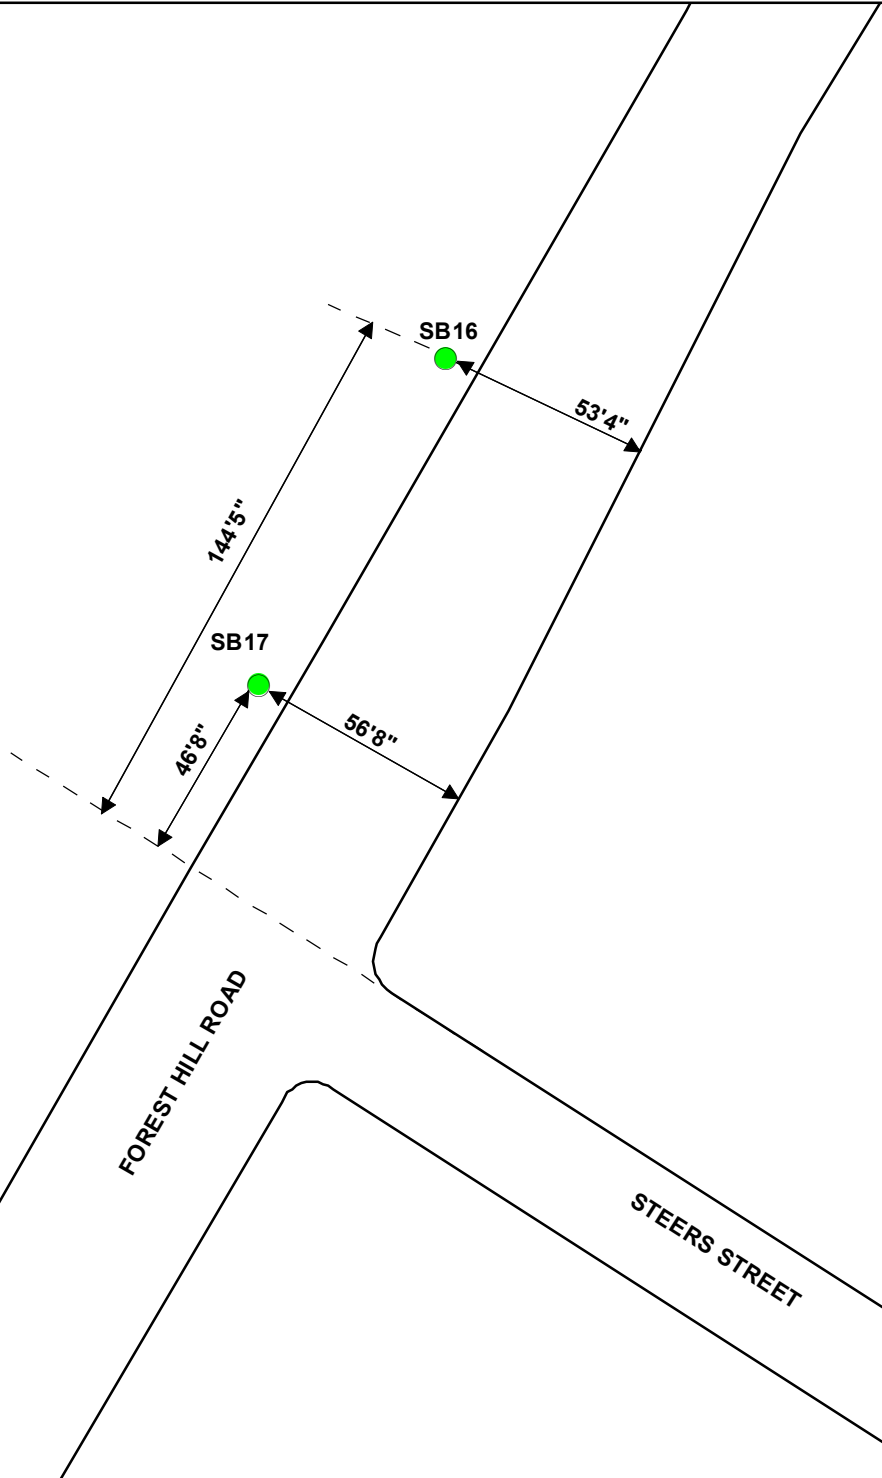 SB16
53'4"
144'5"
SB17
56'8"
46'8"
FOREST HILL ROAD
STEERS STREET